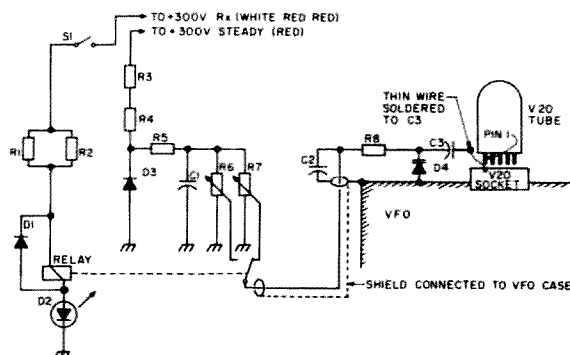 TO +300V Rx (WHITE RED RED)
TO +300V STEADY (RED)
S1
R3
R4
R1
R2
R5
D3
C1
R6
R7
D1
RELAY
D2
THIN WIRE
SOLDERED
TO C3
V20
TUBE
PIN 1
R8
C3
C2
D4
V20
SOCKET
VFO
SHIELD CONNECTED TO VFO CASE